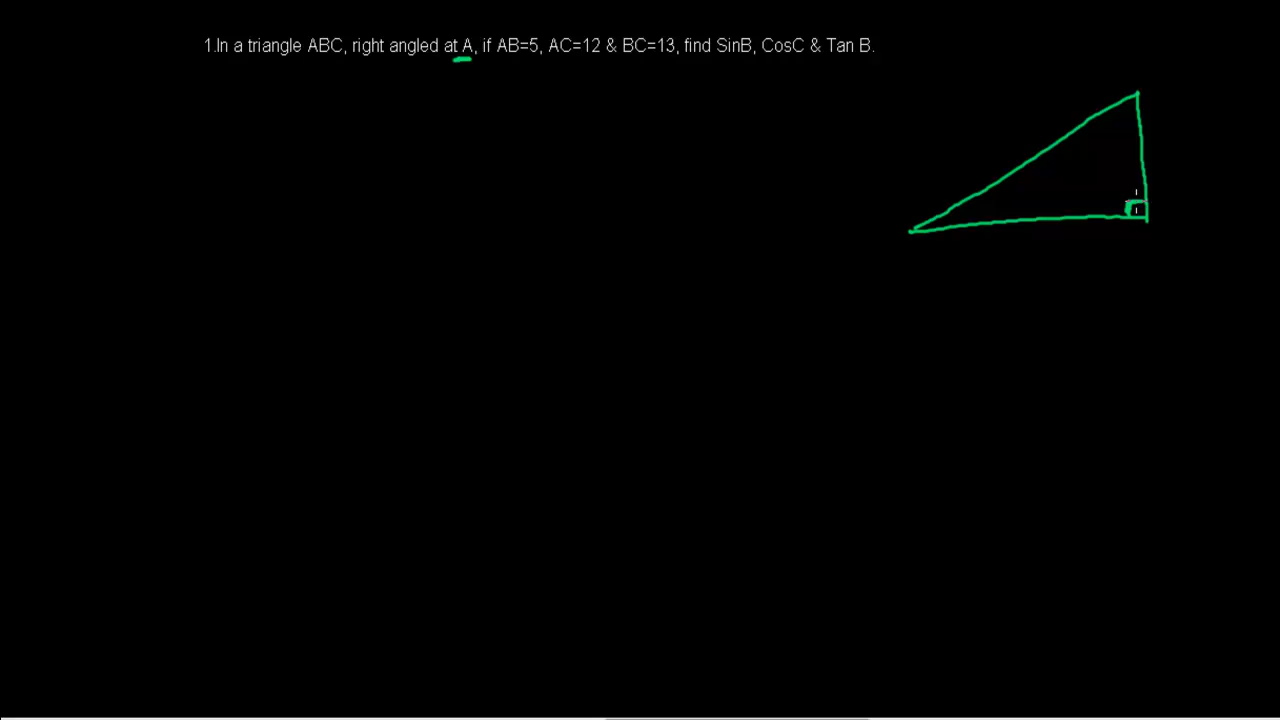 1.In a triangle ABC, right angled at A, if AB=5, AC=12 & BC=13, find SinB, CosC & Tan B.